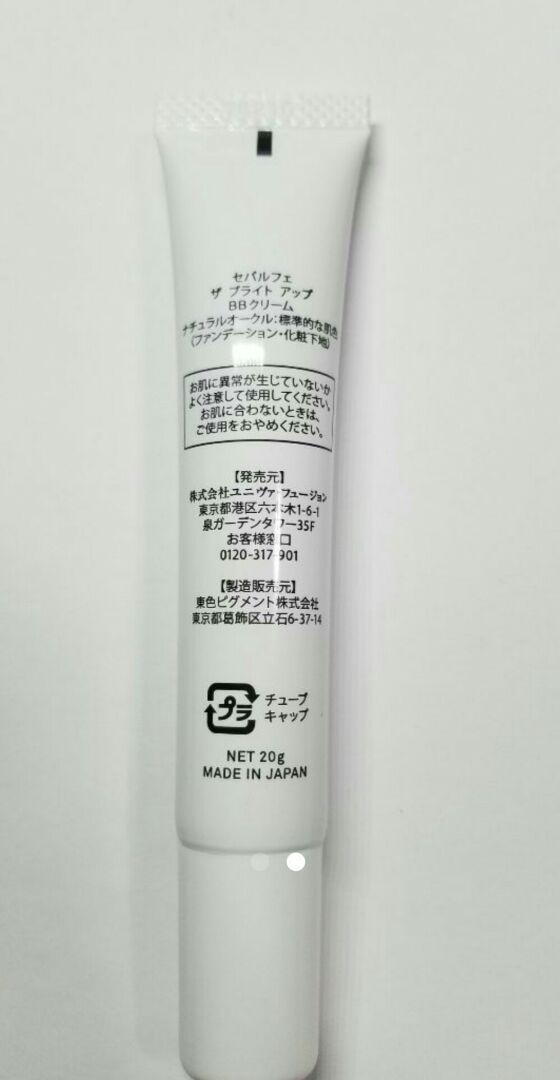 セパルフェ
ザ ブライト アップ
BBクリーム
ナチュラルオークル:標準的な肌色
(ファンデーション・化粧下地)
お肌に異常が生じていないか
よく注意して使用してください。
お肌に合わないときは、
ご使用をおやめください。
【発売元】
株式会社ユニヴァ・フュージョン
東京都港区六本木1-6-1
泉ガーデンタワー35F
お客様窓口
0120-317-901
【製造販売元】
東色ピグメント株式会社
東京都葛飾区立石6-37-14
プラ
チューブ
キャップ
NET 20g
MADE IN JAPAN